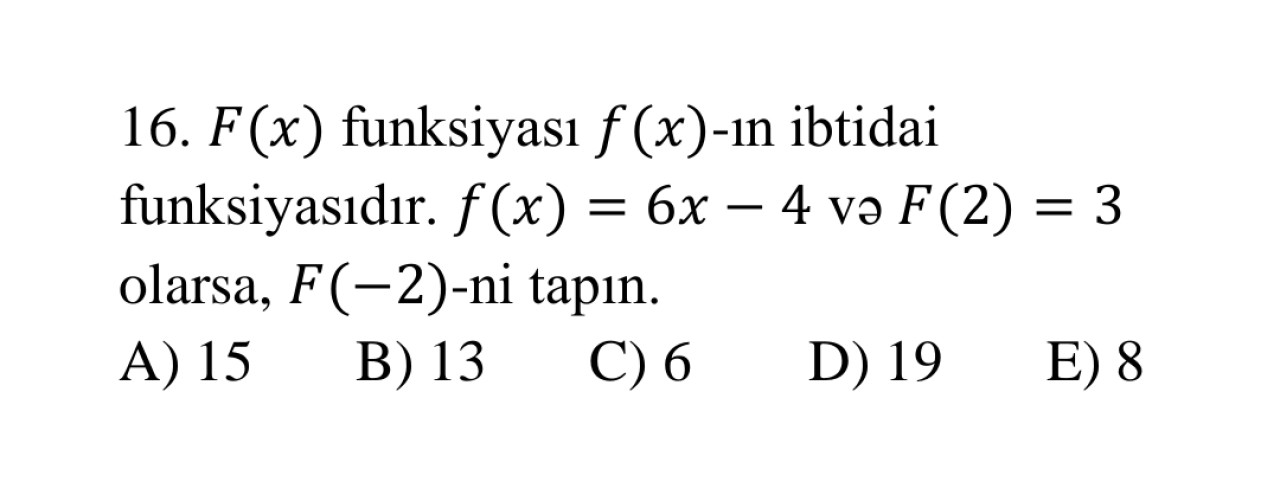 16. F(x) funksiyası f(x)-ın ibtidai
funksiyasıdır. f(x) = 6x − 4 və F(2) = 3
olarsa, F(−2)-ni tapın.
A) 15 B) 13 C) 6 D) 19 E) 8